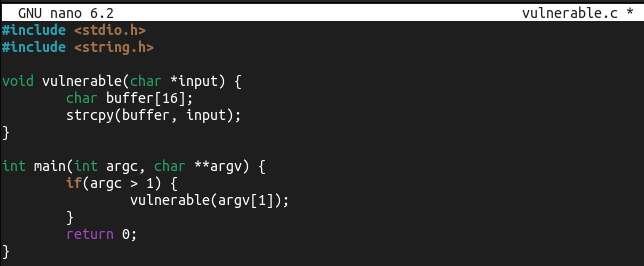 GNU nano 6.2 vulnerable.c *
#include <stdio.h>
#include <string.h>

void vulnerable(char *input) {
        char buffer[16];
        strcpy(buffer, input);
}

int main(int argc, char **argv) {
        if(argc > 1) {
                vulnerable(argv[1]);
        }
        return 0;
}